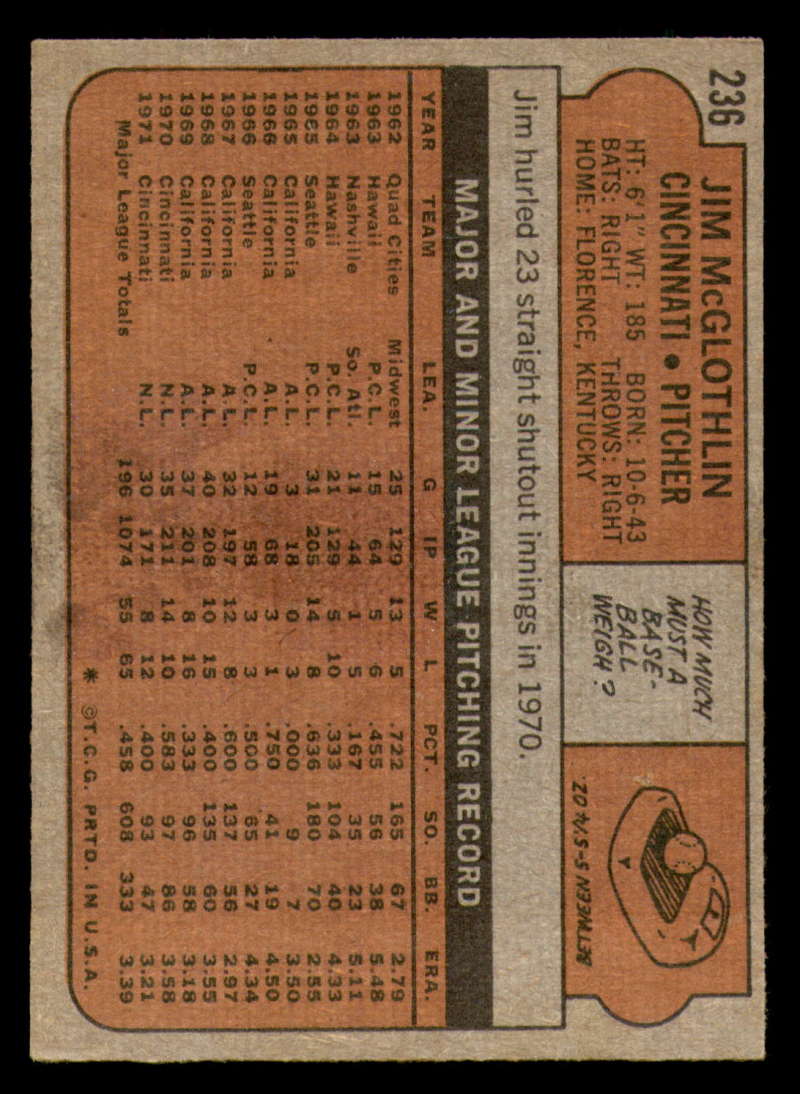 236
JIM McGLOTHLIN
CINCINNATI • PITCHER
HT: 6'1" WT: 185 BORN: 10-6-43
BATS: RIGHT THROWS: RIGHT
HOME: FLORENCE, KENTUCKY
HOW MUCH
MUST A
BASE-
BALL
WEIGH?
BETWEEN 5-5¼ OZ.
Jim hurled 23 straight shutout innings in 1970.
MAJOR AND MINOR LEAGUE PITCHING RECORD
YEAR TEAM LEA. G IP W L PCT. SO. BB. ERA.
1962 Quad Cities Midwest 25 129 13 5 .722 165 67 2.79
1963 Hawaii P.C.L. 15 64 5 6 .455 56 38 5.48
1963 Nashville So. Atl. 11 44 1 5 .167 35 23 5.11
1964 Hawaii P.C.L. 21 129 5 10 .333 104 40 4.33
1965 Seattle P.C.L. 31 205 14 8 .636 180 70 2.55
1965 California A.L. 3 18 0 3 .000 9 7 3.50
1966 California A.L. 19 68 3 1 .750 41 19 4.50
1966 Seattle P.C.L. 12 58 3 3 .500 65 27 4.34
1967 California A.L. 32 197 12 8 .600 137 56 2.97
1968 California A.L. 40 208 10 15 .400 135 60 3.55
1969 California A.L. 37 201 8 16 .333 96 58 3.18
1970 Cincinnati N.L. 35 211 14 10 .583 97 86 3.58
1971 Cincinnati N.L. 30 171 8 12 .400 93 47 3.21
Major League Totals 196 1074 55 65 .458 608 333 3.39
* ©T.C.G. PRTD. IN U.S.A.